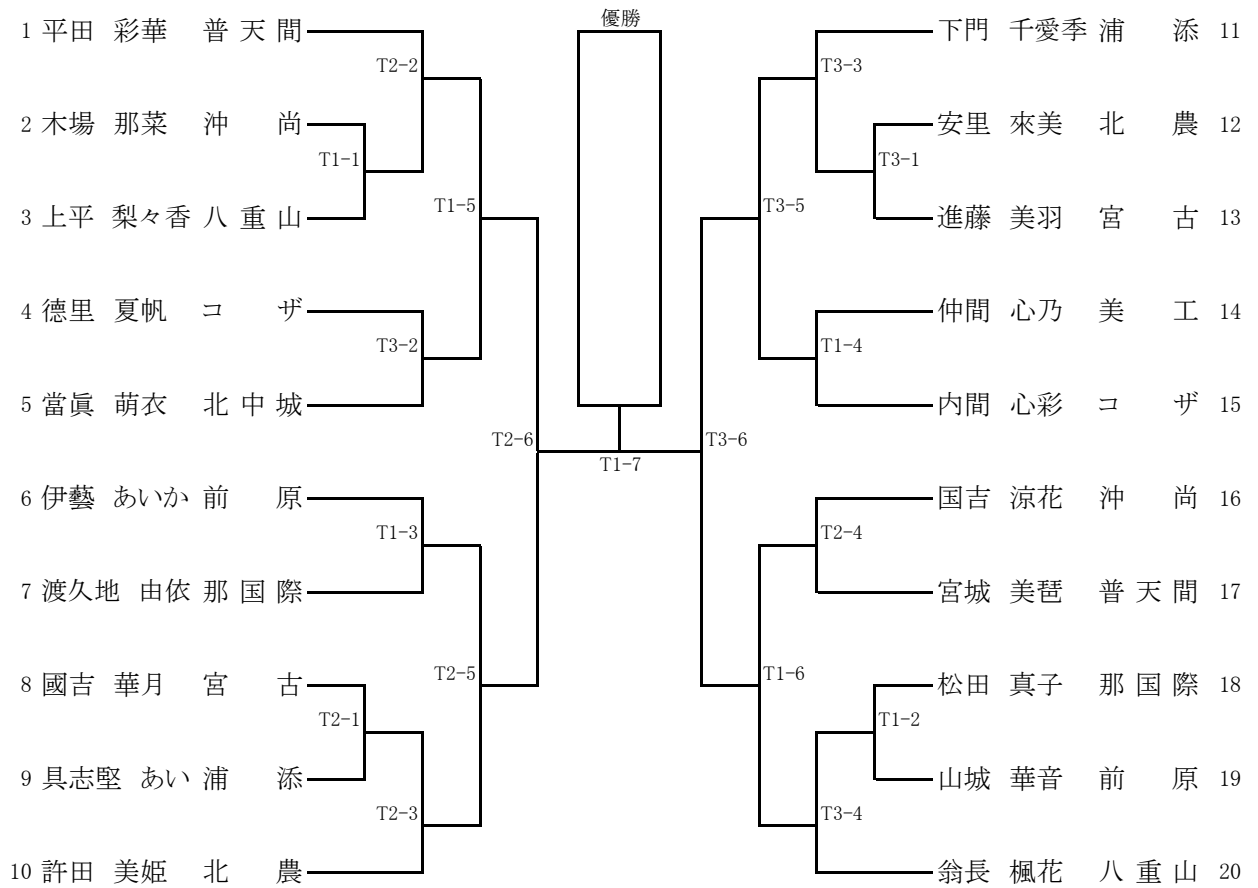 優勝
1 平田 彩華 普天間
T2-2
2 木場 那菜 沖尚
T1-1
3 上平 梨々香 八重山
T1-5
4 德里 夏帆 コザ
T3-2
5 當眞 萌衣 北中城
T2-6
6 伊藝 あいか 前原
T1-3
7 渡久地 由依 那国際
T2-5
8 國吉 華月 宮古
T2-1
9 具志堅 あい 浦添
T2-3
10 許田 美姫 北農
T1-7
下門 千愛季 浦添 11
T3-3
安里 來美 北農 12
T3-1
進藤 美羽 宮古 13
T3-5
仲間 心乃 美工 14
T1-4
内間 心彩 コザ 15
T3-6
国吉 涼花 沖尚 16
T2-4
宮城 美琶 普天間 17
T1-6
松田 真子 那国際 18
T1-2
山城 華音 前原 19
T3-4
翁長 楓花 八重山 20